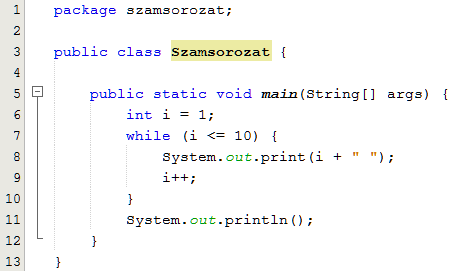 1 package szamsorozat;
2
3 public class Szamsorozat {
4
5 public static void main(String[] args) {
6 int i = 1;
7 while (i <= 10) {
8 System.out.print(i + " ");
9 i++;
10 }
11 System.out.println();
12 }
13 }